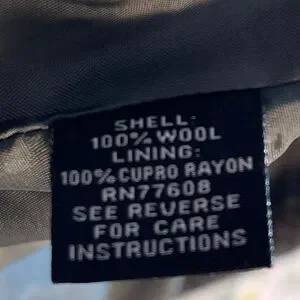 SHELL:
100% WOOL
LINING:
100% CUPRO RAYON
RN77608
SEE REVERSE
FOR CARE
INSTRUCTIONS